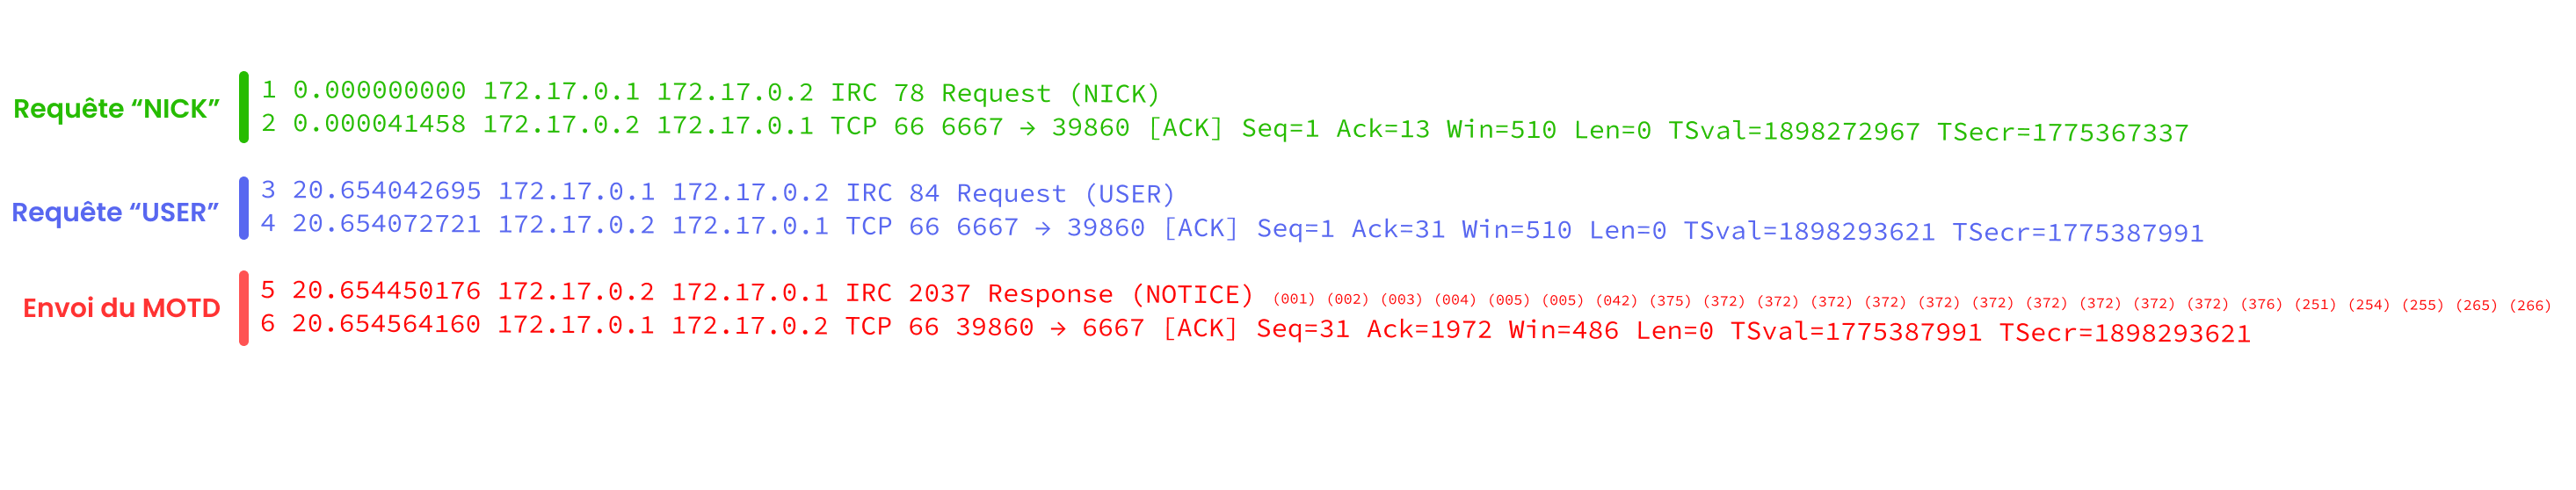 Requête “NICK”
1 0.000000000 172.17.0.1 172.17.0.2 IRC 78 Request (NICK)
2 0.000041458 172.17.0.2 172.17.0.1 TCP 66 6667 → 39860 [ACK] Seq=1 Ack=13 Win=510 Len=0 TSval=1898272967 TSecr=1775367337
Requête “USER”
3 20.654042695 172.17.0.1 172.17.0.2 IRC 84 Request (USER)
4 20.654072721 172.17.0.2 172.17.0.1 TCP 66 6667 → 39860 [ACK] Seq=1 Ack=31 Win=510 Len=0 TSval=1898293621 TSecr=1775387991
Envoi du MOTD
5 20.654450176 172.17.0.2 172.17.0.1 IRC 2037 Response (NOTICE) (001) (002) (003) (004) (005) (005) (042) (375) (372) (372) (372) (372) (372) (372) (372) (372) (372) (372) (376) (251) (254) (255) (265) (266)
6 20.654564160 172.17.0.1 172.17.0.2 TCP 66 39860 → 6667 [ACK] Seq=31 Ack=1972 Win=486 Len=0 TSval=1775387991 TSecr=1898293621